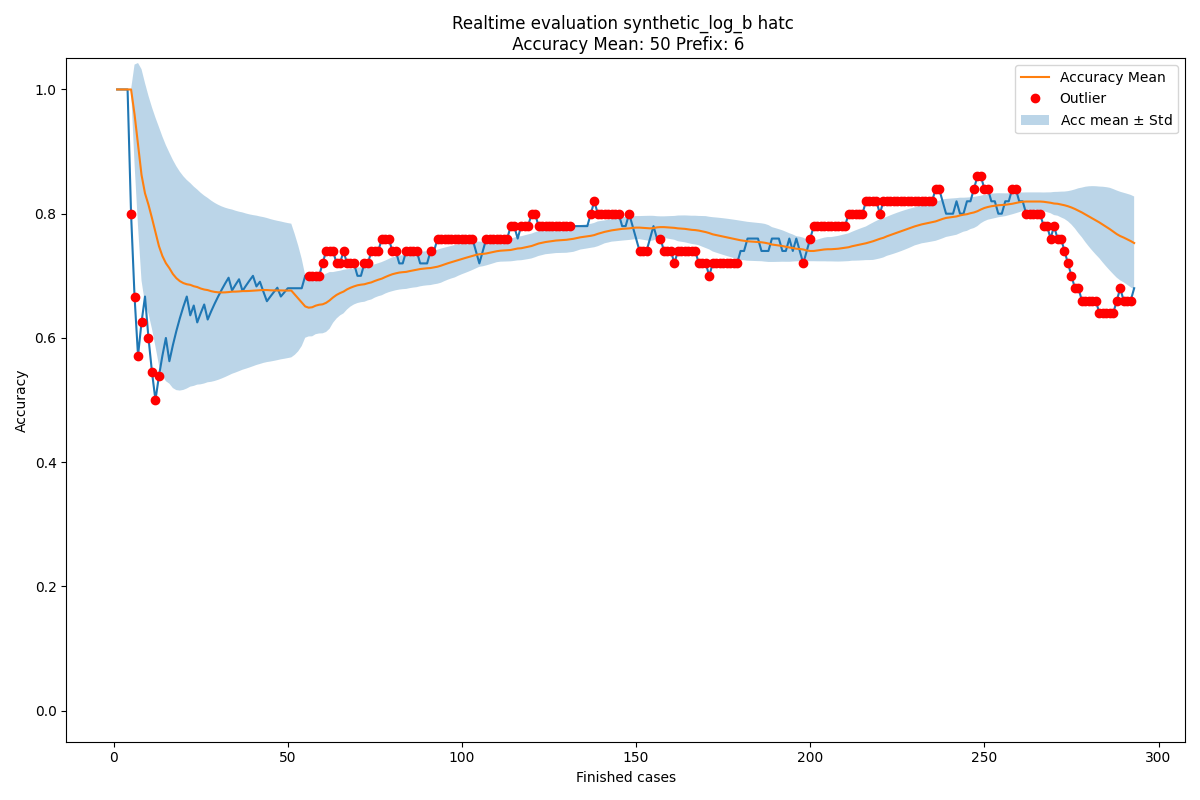 Realtime evaluation synthetic_log_b hatc
Accuracy Mean: 50 Prefix: 6
Accuracy Mean
Outlier
Acc mean ± Std
1.0
0.8
0.6
0.4
0.2
0.0
Accuracy
0
50
100
150
200
250
300
Finished cases